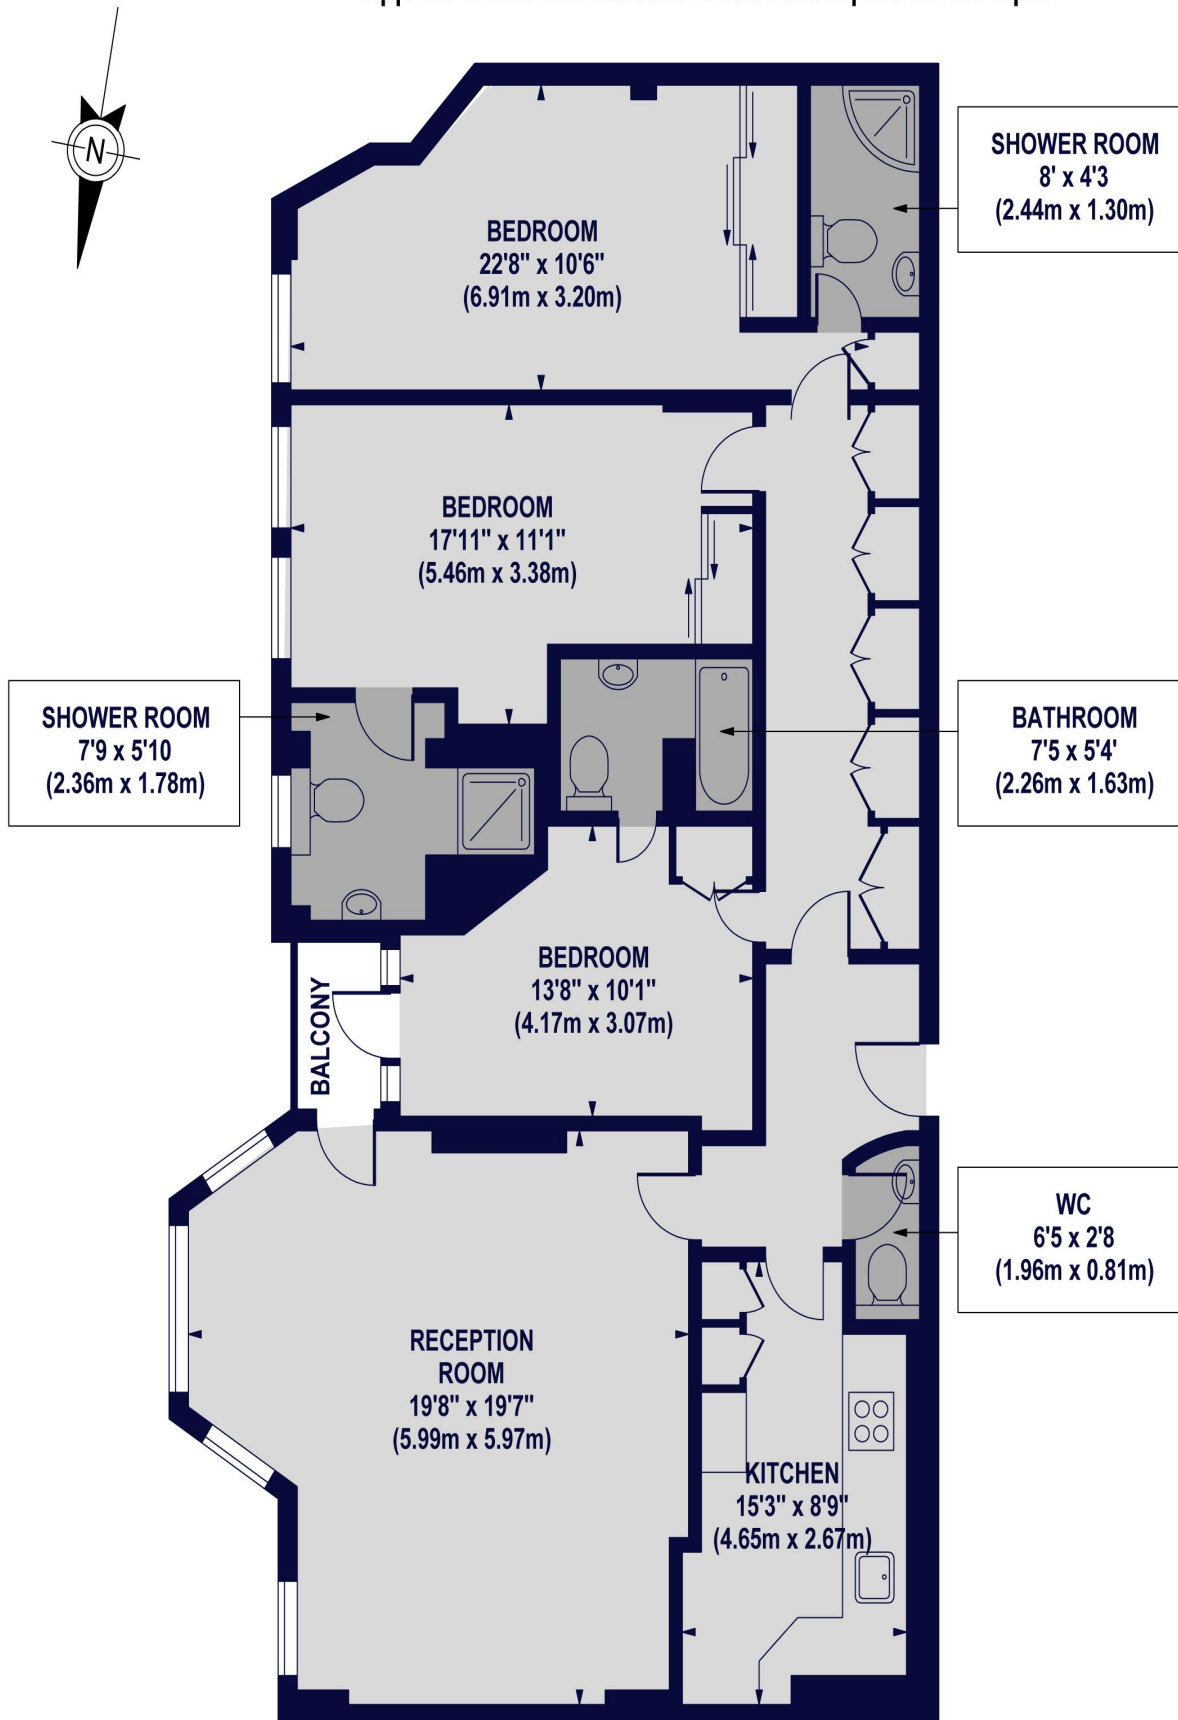 N
SHOWER ROOM
8' x 4'3
(2.44m x 1.30m)
BEDROOM
22'8" x 10'6"
(6.91m x 3.20m)
BEDROOM
17'11" x 11'1"
(5.46m x 3.38m)
SHOWER ROOM
7'9 x 5'10
(2.36m x 1.78m)
BATHROOM
7'5 x 5'4'
(2.26m x 1.63m)
BEDROOM
13'8" x 10'1"
(4.17m x 3.07m)
BALCONY
WC
6'5 x 2'8
(1.96m x 0.81m)
RECEPTION
ROOM
19'8" x 19'7"
(5.99m x 5.97m)
KITCHEN
15'3" x 8'9"
(4.65m x 2.67m)